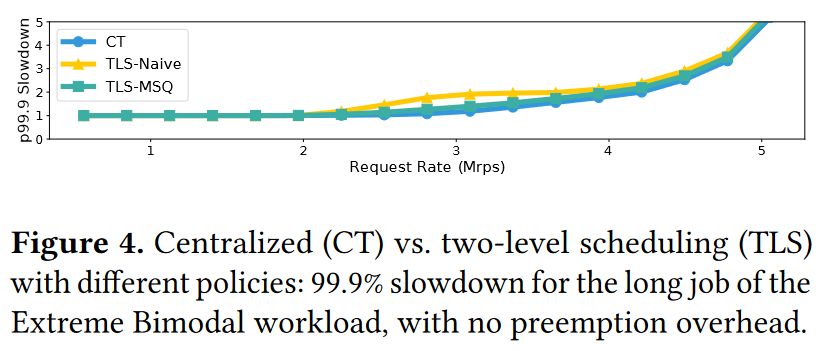 p99.9 Slowdown
5
4
3
2
1
0
CT
TLS-Naive
TLS-MSQ
1 2 3 4 5
Request Rate (Mrps)
Figure 4. Centralized (CT) vs. two-level scheduling (TLS)
with different policies: 99.9% slowdown for the long job of the
Extreme Bimodal workload, with no preemption overhead.